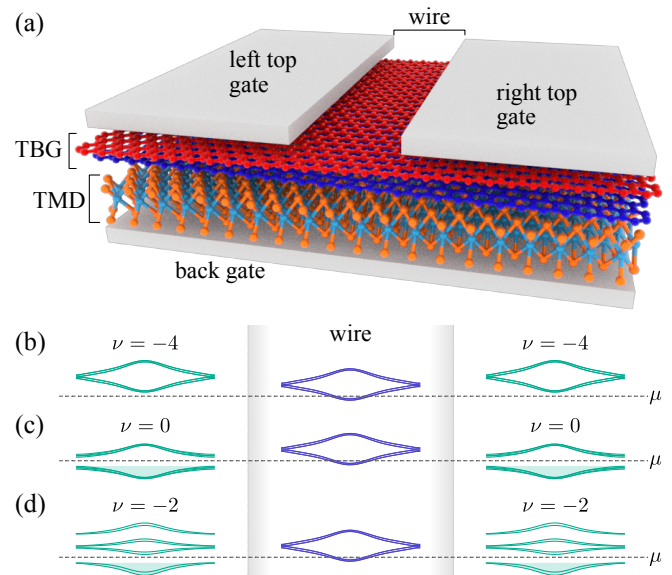 (a)
wire
left top
gate
right top
gate
TBG
TMD
back gate
(b)
ν = −4
wire
ν = −4
μ
(c)
ν = 0
ν = 0
μ
(d)
ν = −2
ν = −2
μ